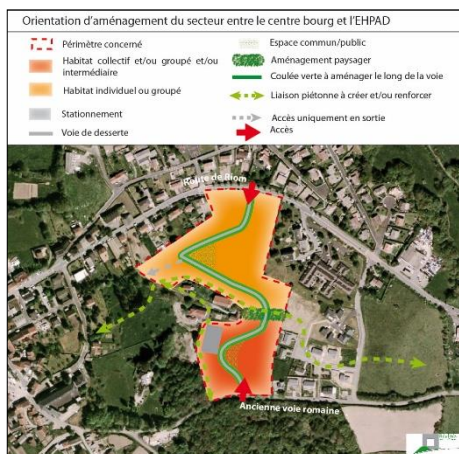 Orientation d'aménagement du secteur entre le centre bourg et l'EHPAD
Périmètre concerné
Habitat collectif et/ou groupé et/ou
intermédiaire
Habitat individuel ou groupé
Stationnement
Voie de desserte
Espace commun/public
Aménagement paysager
Coulée verte à aménager le long de la voie
Liaison piétonne à créer et/ou renforcer
Accès uniquement en sortie
Accès
Route de Riom
Ancienne voie romaine